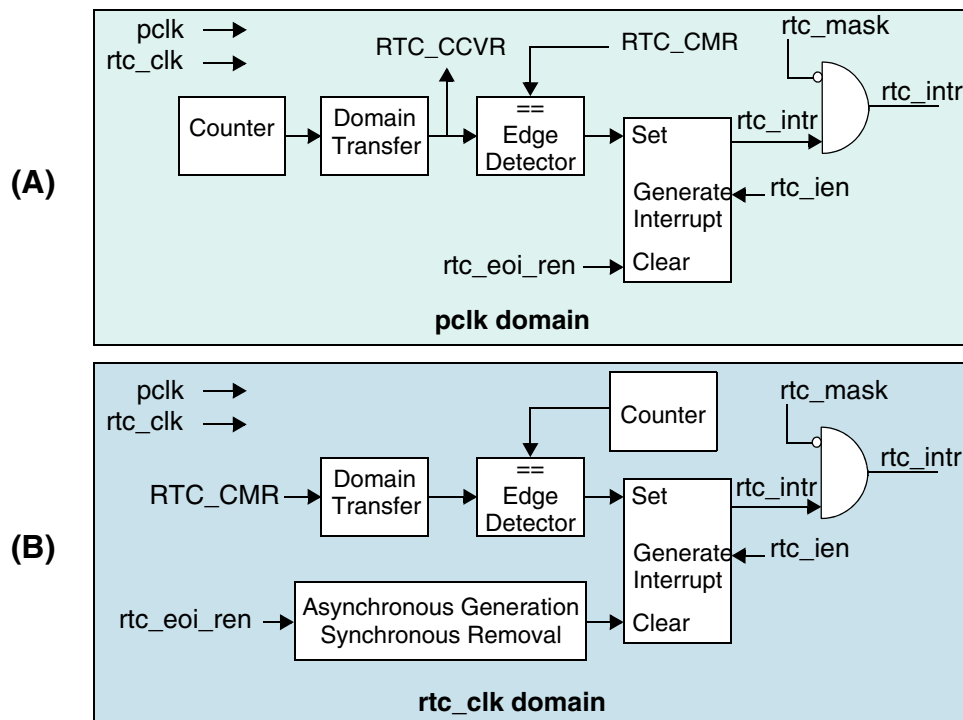 (A)
pclk
rtc_clk
RTC_CCVR
RTC_CMR
rtc_mask
Counter
Domain
Transfer
==
Edge
Detector
Set
Generate
Interrupt
Clear
rtc_intr
rtc_intr
rtc_ien
rtc_eoi_ren
pclk domain
(B)
pclk
rtc_clk
Counter
rtc_mask
RTC_CMR
Domain
Transfer
==
Edge
Detector
Set
Generate
Interrupt
Clear
rtc_intr
rtc_intr
rtc_ien
rtc_eoi_ren
Asynchronous Generation
Synchronous Removal
rtc_clk domain